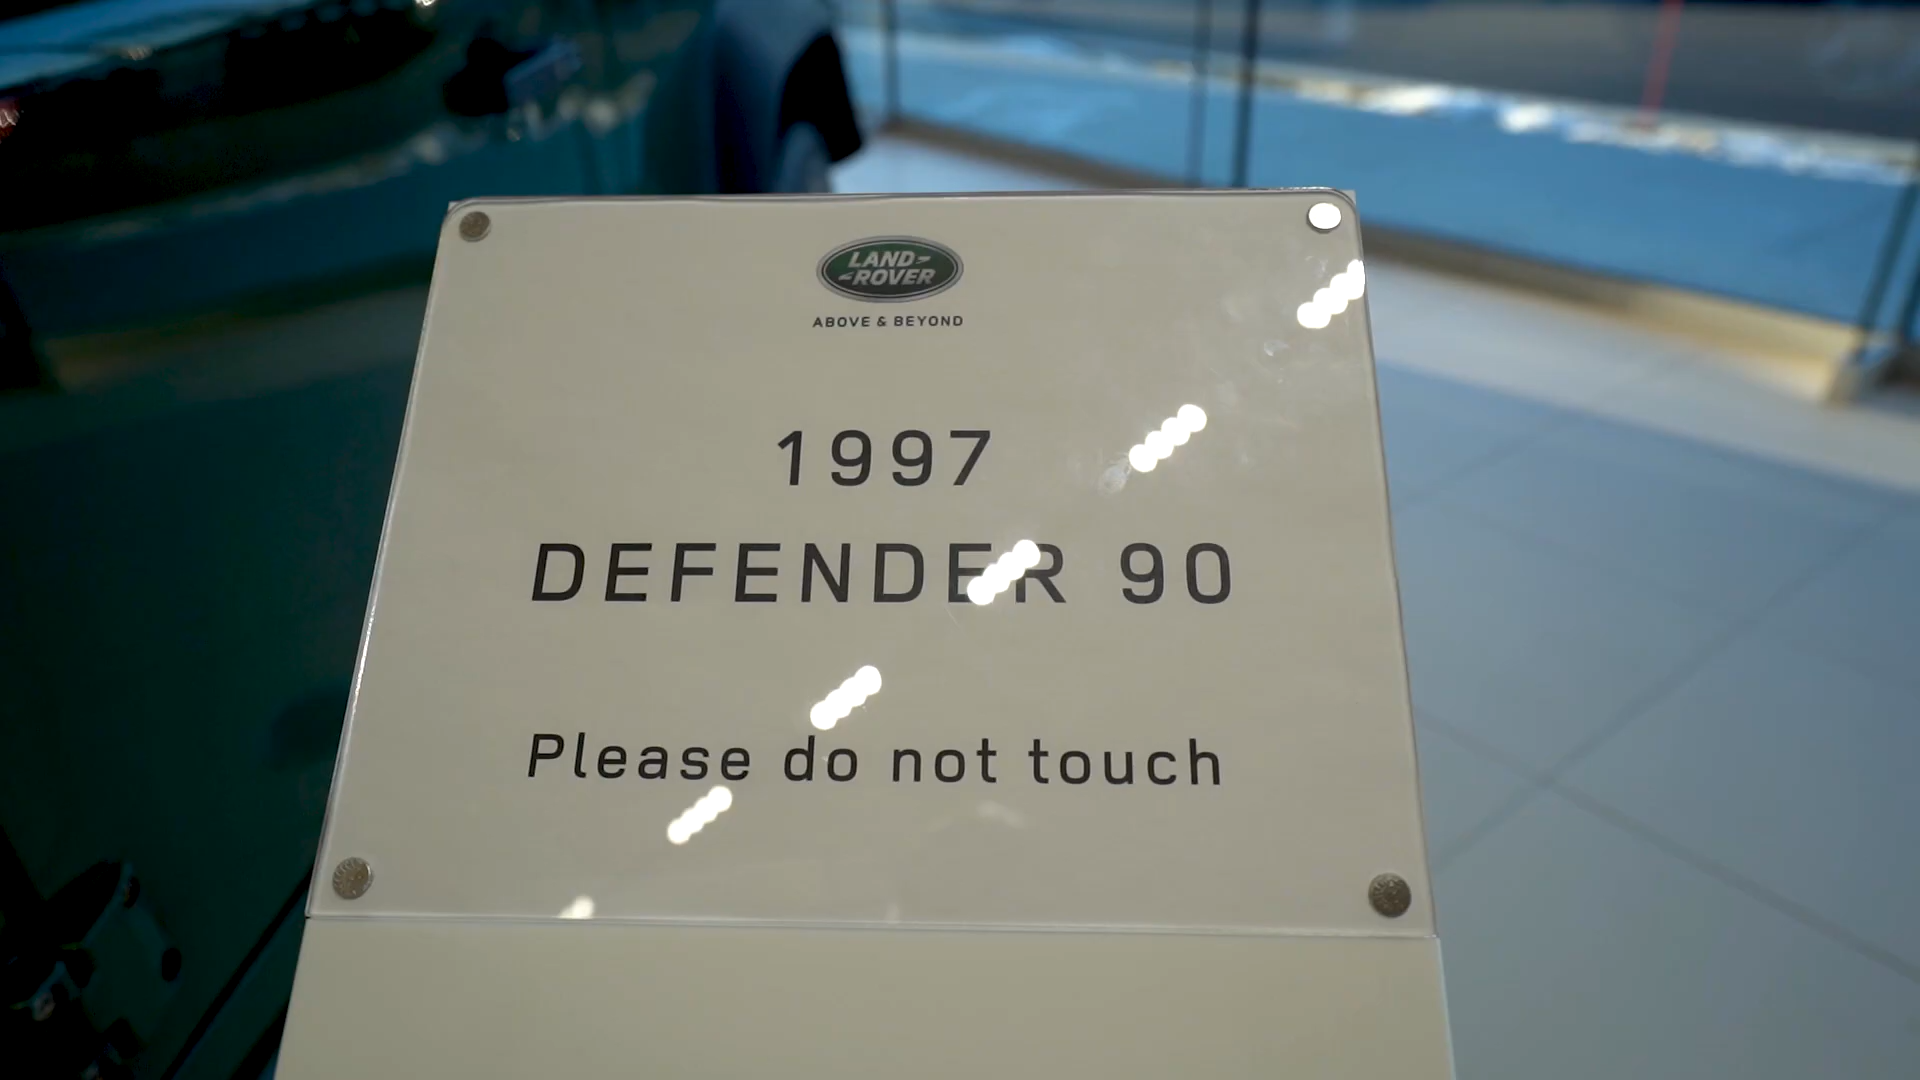 LAND
ROVER
ABOVE & BEYOND
1997
DEFENDER 90
Please do not touch